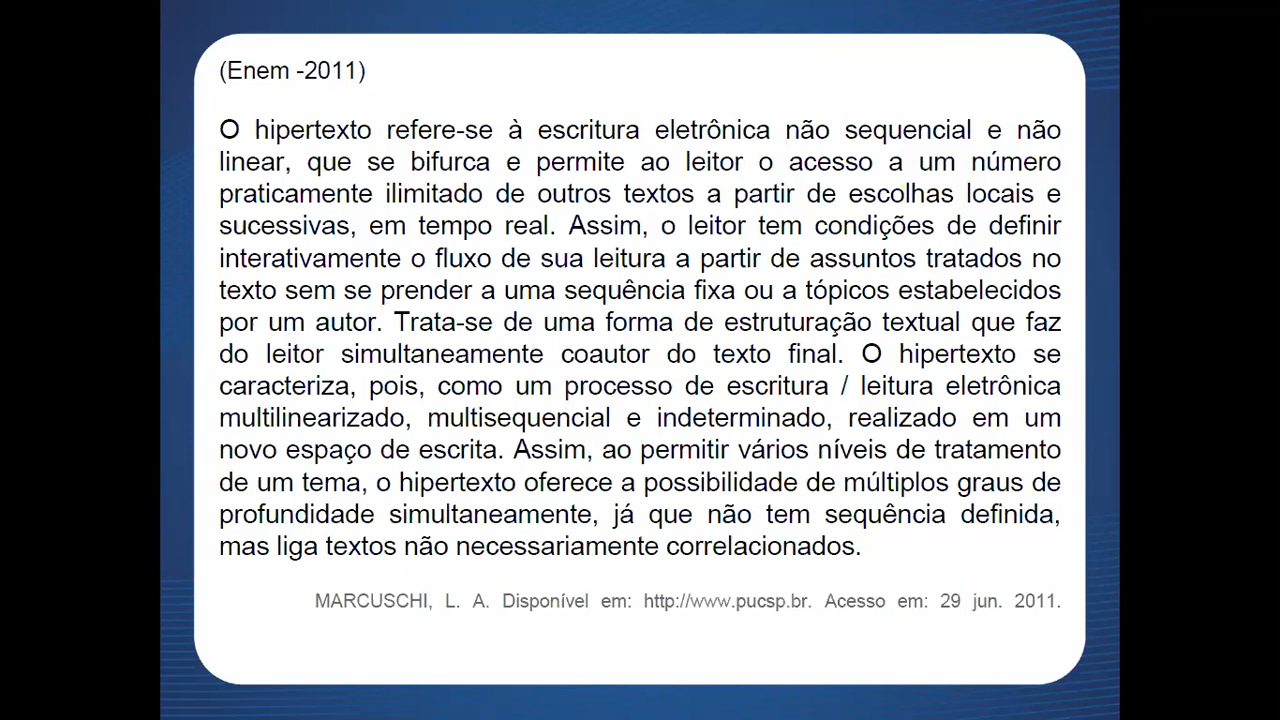 (Enem -2011)
O hipertexto refere-se à escritura eletrônica não sequencial e não
linear, que se bifurca e permite ao leitor o acesso a um número
praticamente ilimitado de outros textos a partir de escolhas locais e
sucessivas, em tempo real. Assim, o leitor tem condições de definir
interativamente o fluxo de sua leitura a partir de assuntos tratados no
texto sem se prender a uma sequência fixa ou a tópicos estabelecidos
por um autor. Trata-se de uma forma de estruturação textual que faz
do leitor simultaneamente coautor do texto final. O hipertexto se
caracteriza, pois, como um processo de escritura / leitura eletrônica
multilinearizado, multisequencial e indeterminado, realizado em um
novo espaço de escrita. Assim, ao permitir vários níveis de tratamento
de um tema, o hipertexto oferece a possibilidade de múltiplos graus de
profundidade simultaneamente, já que não tem sequência definida,
mas liga textos não necessariamente correlacionados.
MARCUSCHI, L. A. Disponível em: http://www.pucsp.br. Acesso em: 29 jun. 2011.